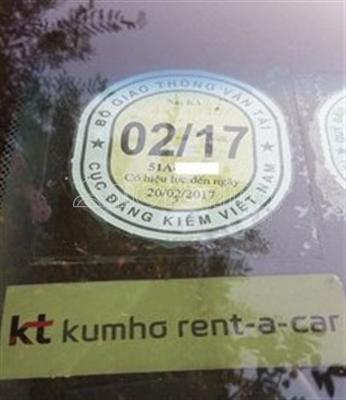 BỘ GIAO THÔNG VẬN TẢI
02/17
51A
Có hiệu lực đến ngày
20/02/2017
CỤC ĐĂNG KIỂM VIỆT NAM
kt kumho rent-a-car